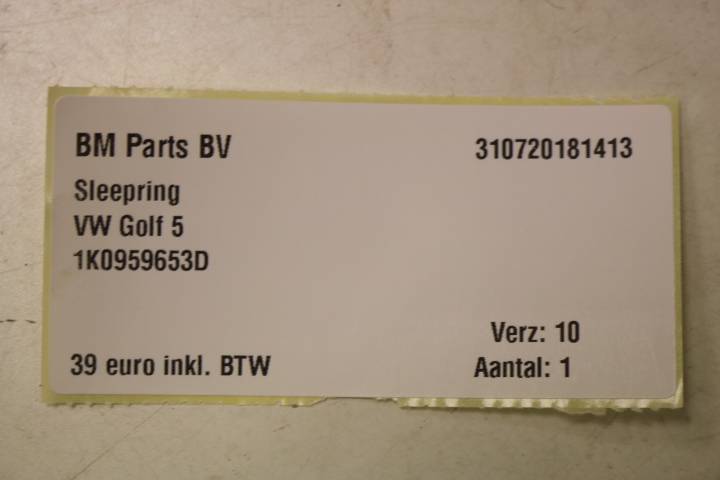 BM Parts BV 310720181413
Sleepring
VW Golf 5
1K0959653D
Verz: 10
39 euro inkl. BTW Aantal: 1